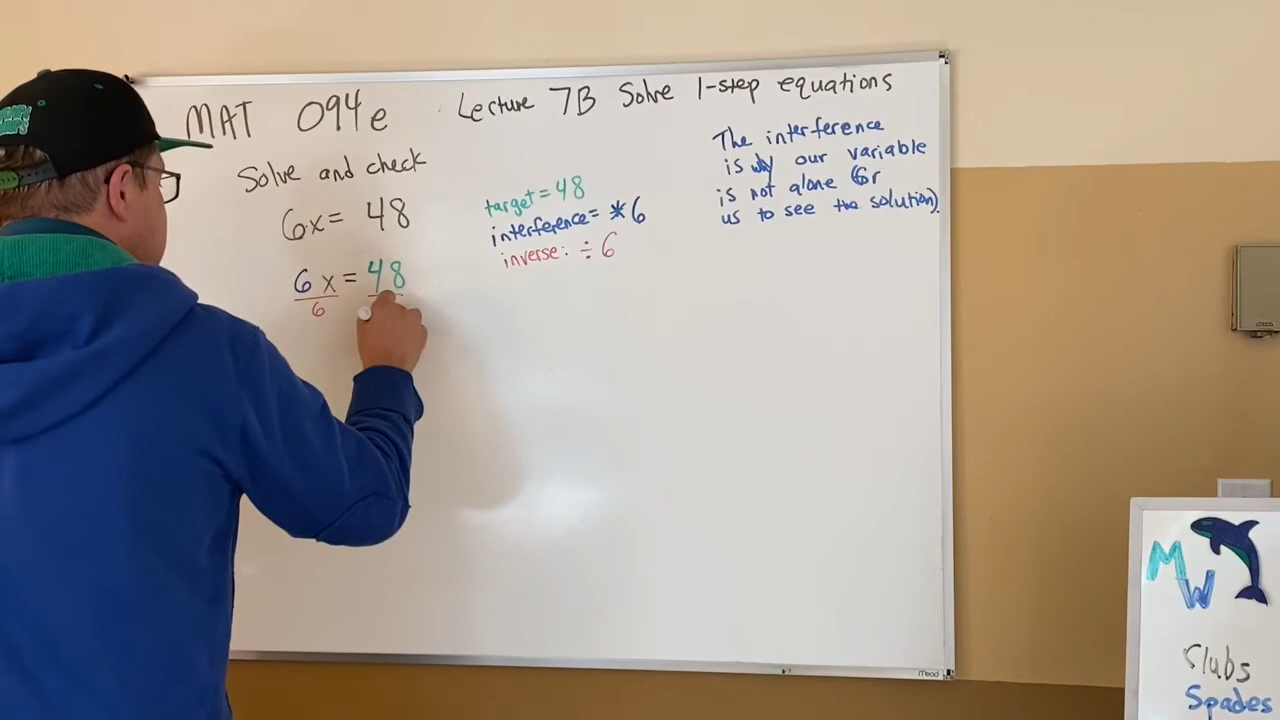 MAT 094e
Lecture 7B Solve 1-step equations
Solve and check
6x = 48
6x = 48
6
target = 48
interference = *6
inverse: ÷ 6
The interference
is why our variable
is not alone (for
us to see the solution).
Mead
MW
Clubs
Spades